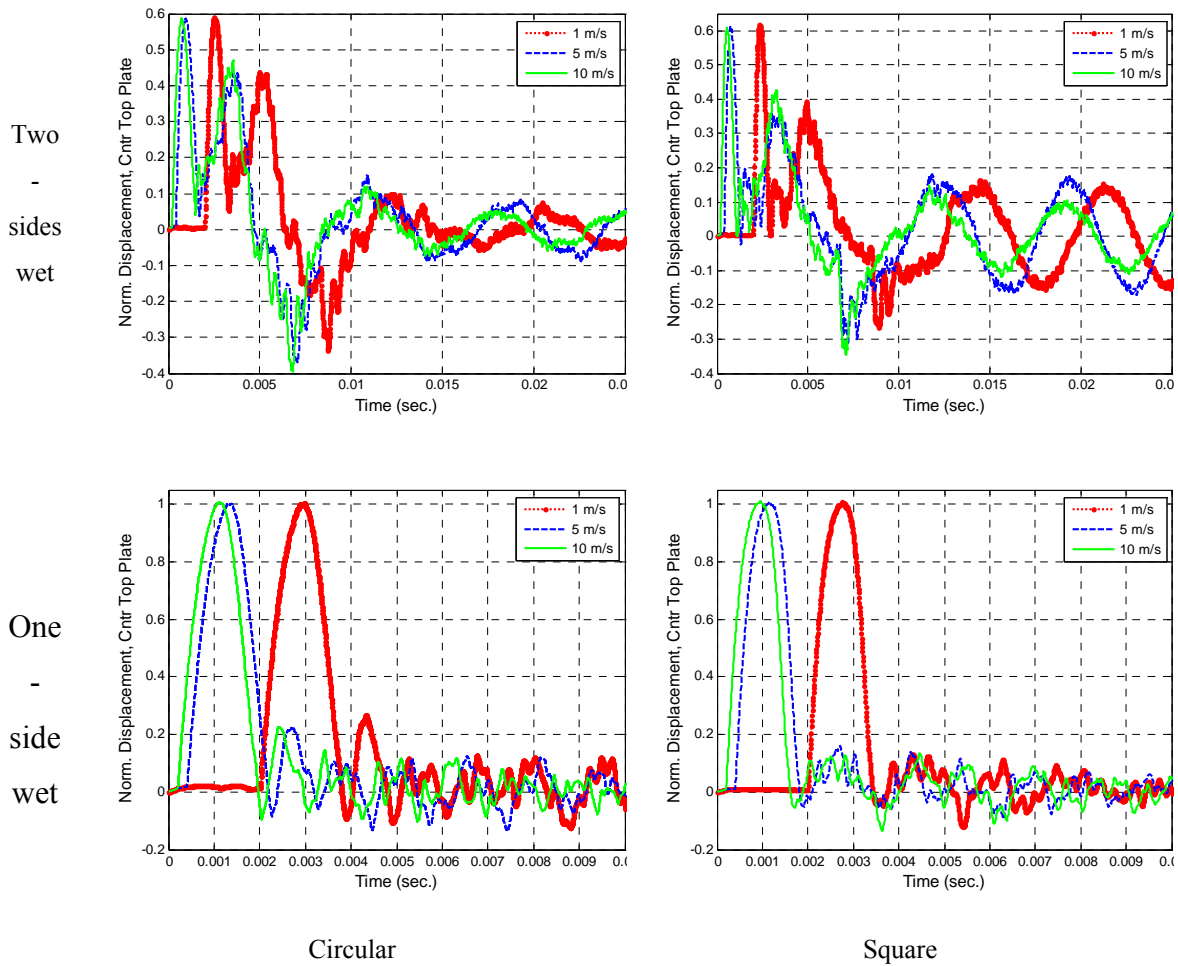 Two
-
sides
wet
Norm. Displacement, Cntr Top Plate
0.6
0.5
0.4
0.3
0.2
0.1
0
-0.1
-0.2
-0.3
-0.4
0 0.005 0.01 0.015 0.02 0.0
Time (sec.)
1 m/s
5 m/s
10 m/s
Norm. Displacement, Cntr Top Plate
0.6
0.5
0.4
0.3
0.2
0.1
0
-0.1
-0.2
-0.3
-0.4
0 0.005 0.01 0.015 0.02 0.0
Time (sec.)
1 m/s
5 m/s
10 m/s
One
-
side
wet
Norm. Displacement, Cntr Top Plate
1
0.8
0.6
0.4
0.2
0
-0.2
0 0.001 0.002 0.003 0.004 0.005 0.006 0.007 0.008 0.009 0.0
Time (sec.)
1 m/s
5 m/s
10 m/s
Norm. Displacement, Cntr Top Plate
1
0.8
0.6
0.4
0.2
0
-0.2
0 0.001 0.002 0.003 0.004 0.005 0.006 0.007 0.008 0.009 0.0
Time (sec.)
1 m/s
5 m/s
10 m/s
Circular
Square